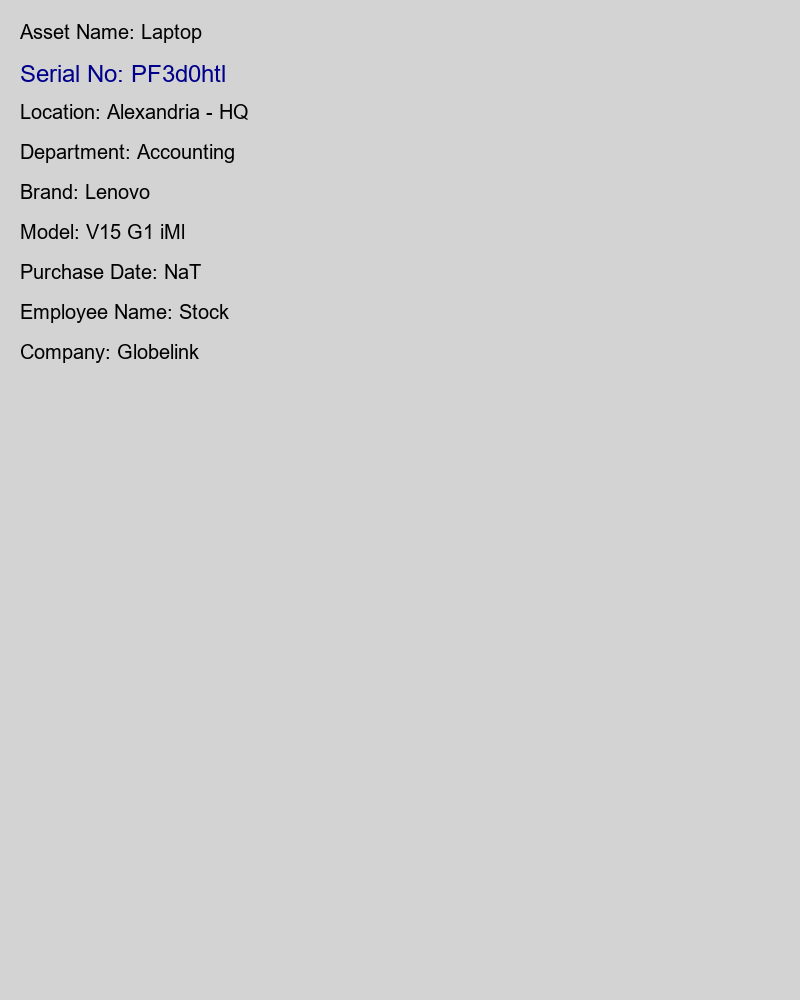 Asset Name: Laptop
Serial No: PF3d0htl
Location: Alexandria - HQ
Department: Accounting
Brand: Lenovo
Model: V15 G1 iMl
Purchase Date: NaT
Employee Name: Stock
Company: Globelink